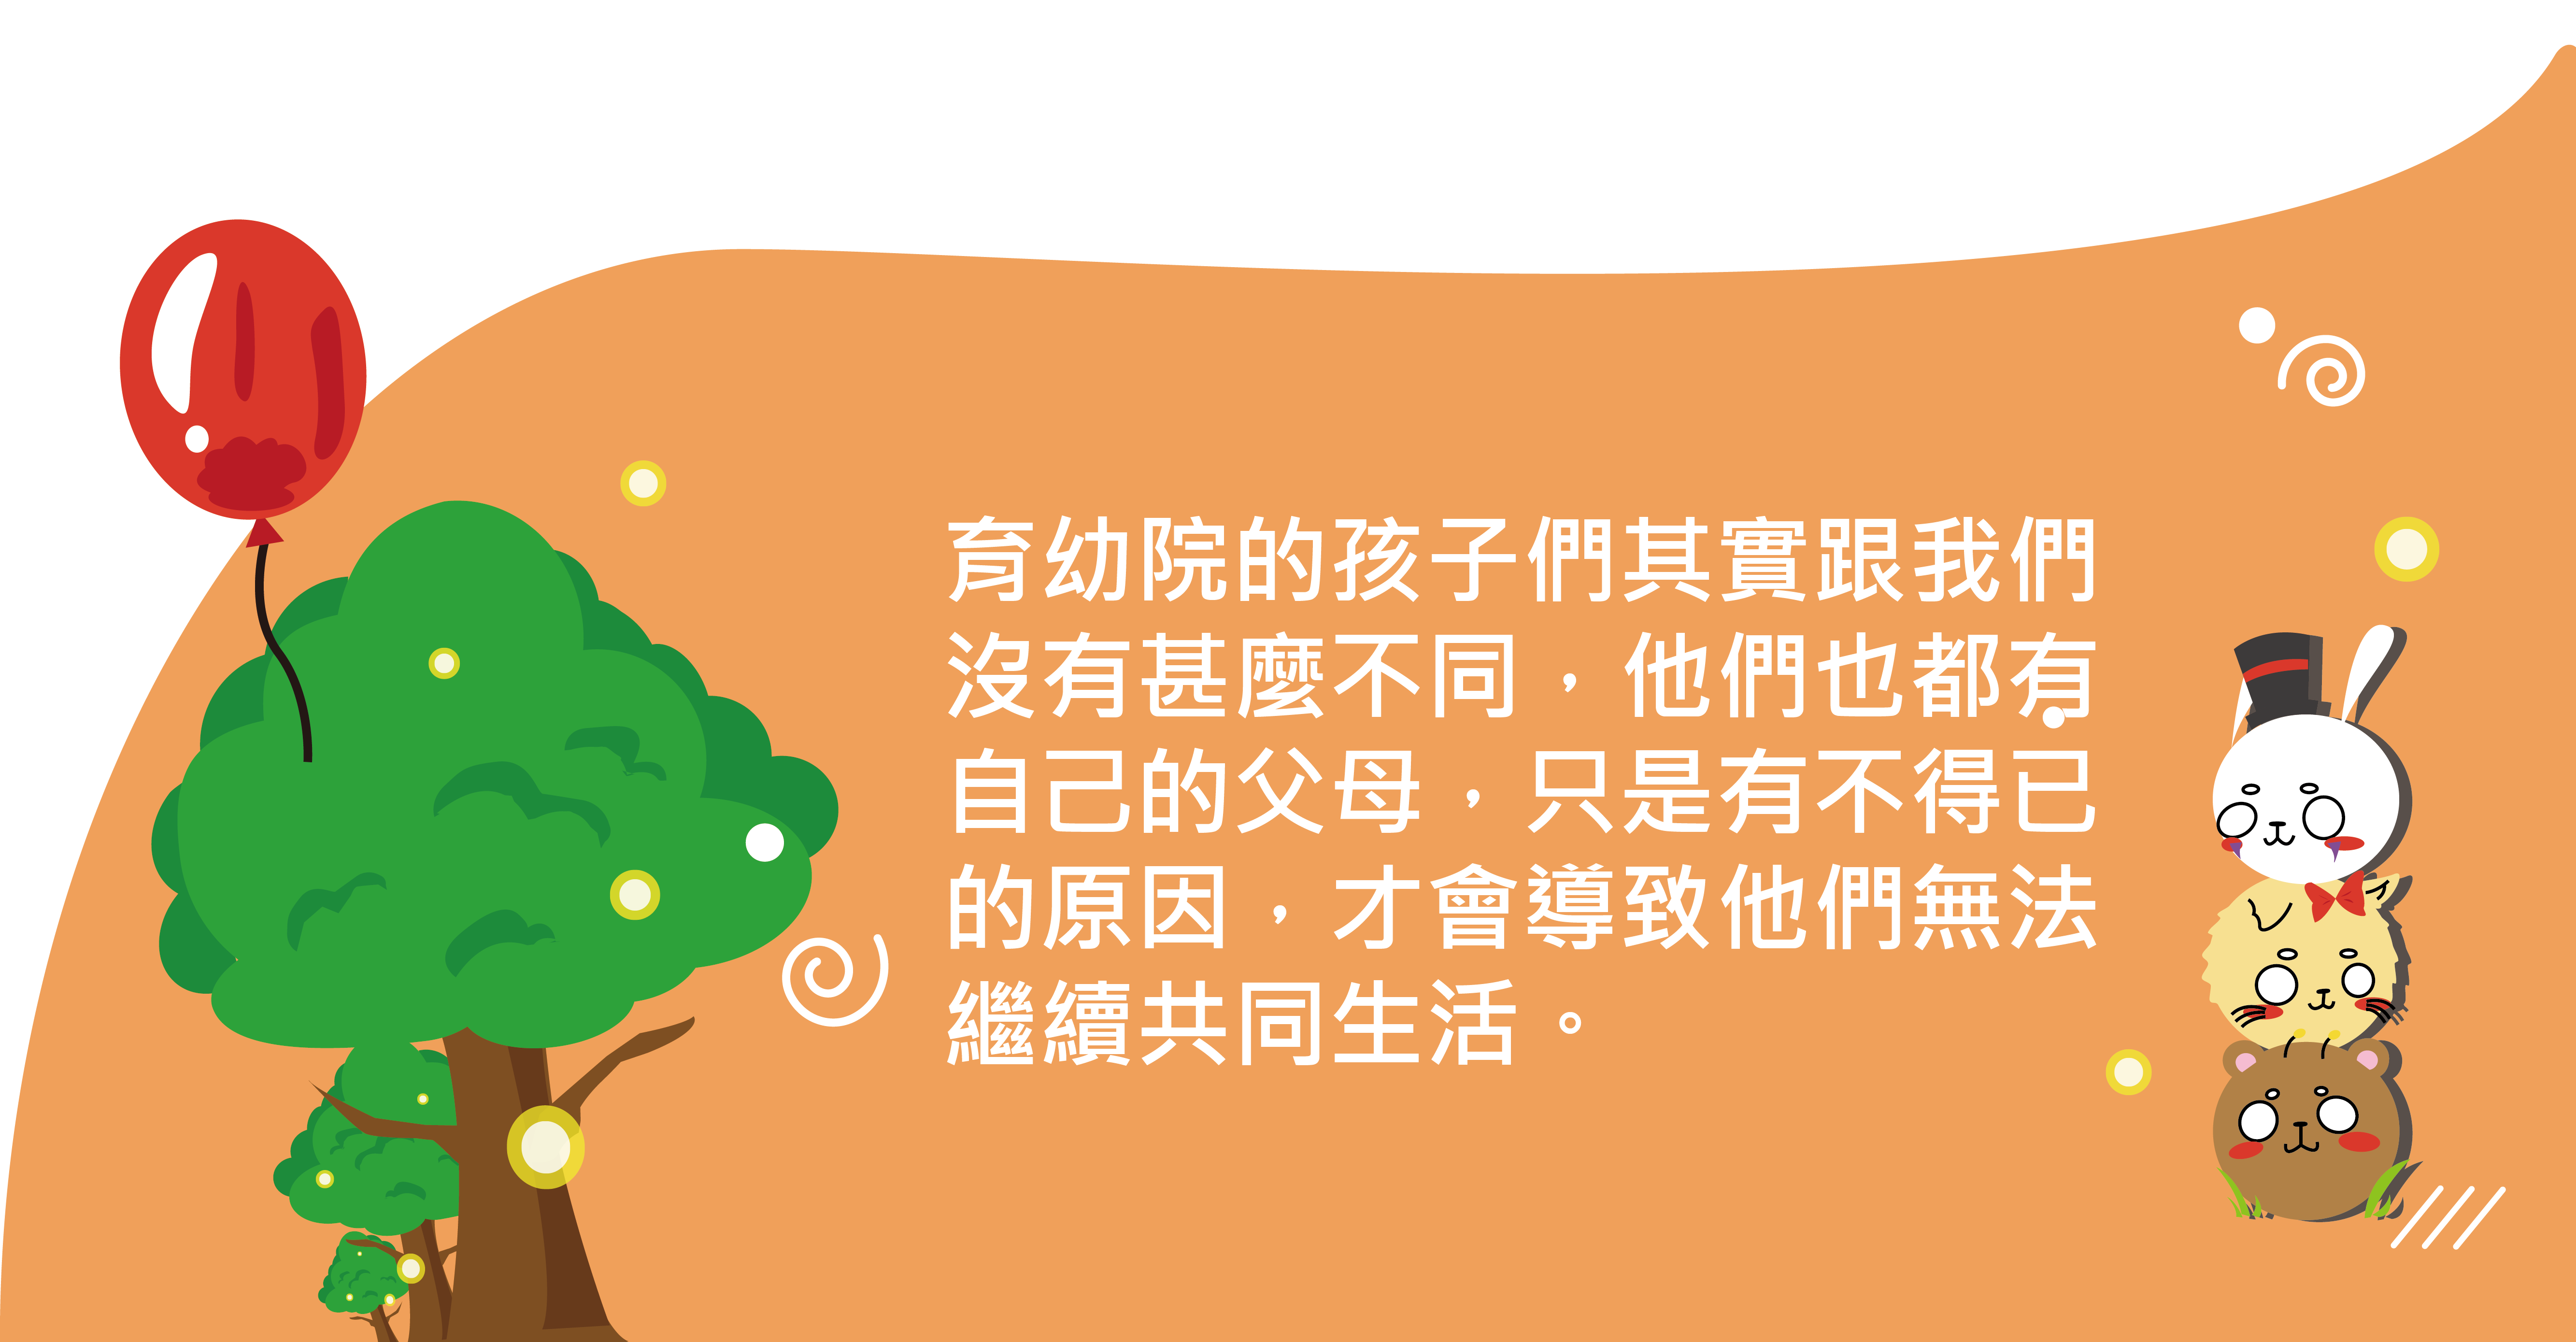 育幼院的孩子們其實跟我們
沒有甚麼不同，他們也都有
自己的父母，只是有不得已
的原因，才會導致他們無法
繼續共同生活。